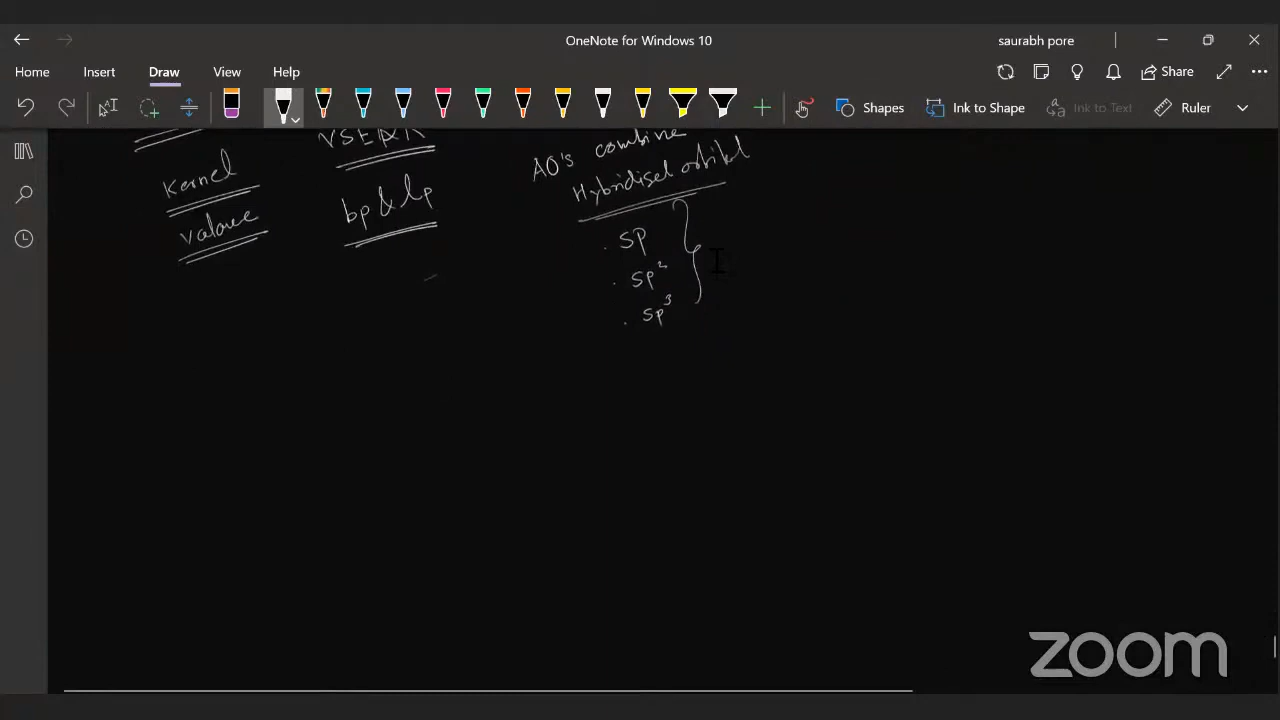 OneNote for Windows 10
saurabh pore
Home Insert Draw View Help
Share
Shapes
Ink to Shape
Ink to Text
Ruler
VSEPR
Kernel
bp & lp
AO's combine
Hybridised orbital
. sp
. sp²
. sp³
zoom